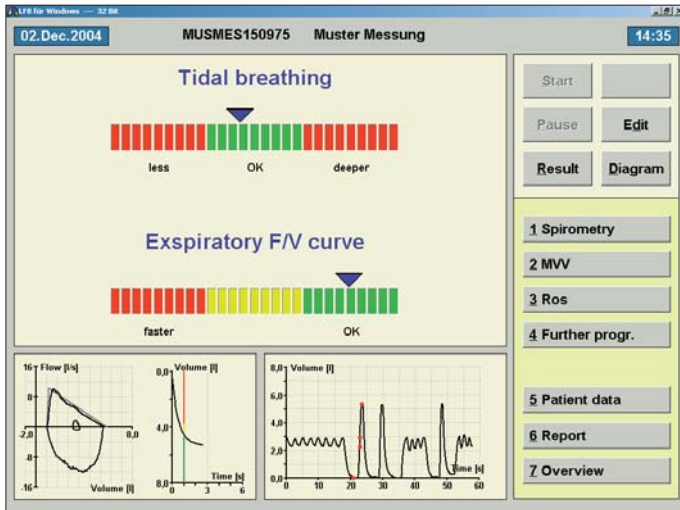 LF8 für Windows — 32 Bit
02.Dec.2004 MUSMES150975 Muster Messung 14:35
Tidal breathing
less OK deeper
Exspiratory F/V curve
faster OK
Start
Pause Edit
Result Diagram
1 Spirometry
2 MVV
3 Ros
4 Further progr.
5 Patient data
6 Report
7 Overview
16 Flow [l/s]
8
-2,0 8,0
-8
-16 Volume [l]
0,0 Volume [l]
4,0
8,0 Time [s]
0 3 6
8,0 Volume [l]
6,0
4,0
2,0
0,0 Time [s]
0 10 20 30 40 50 60